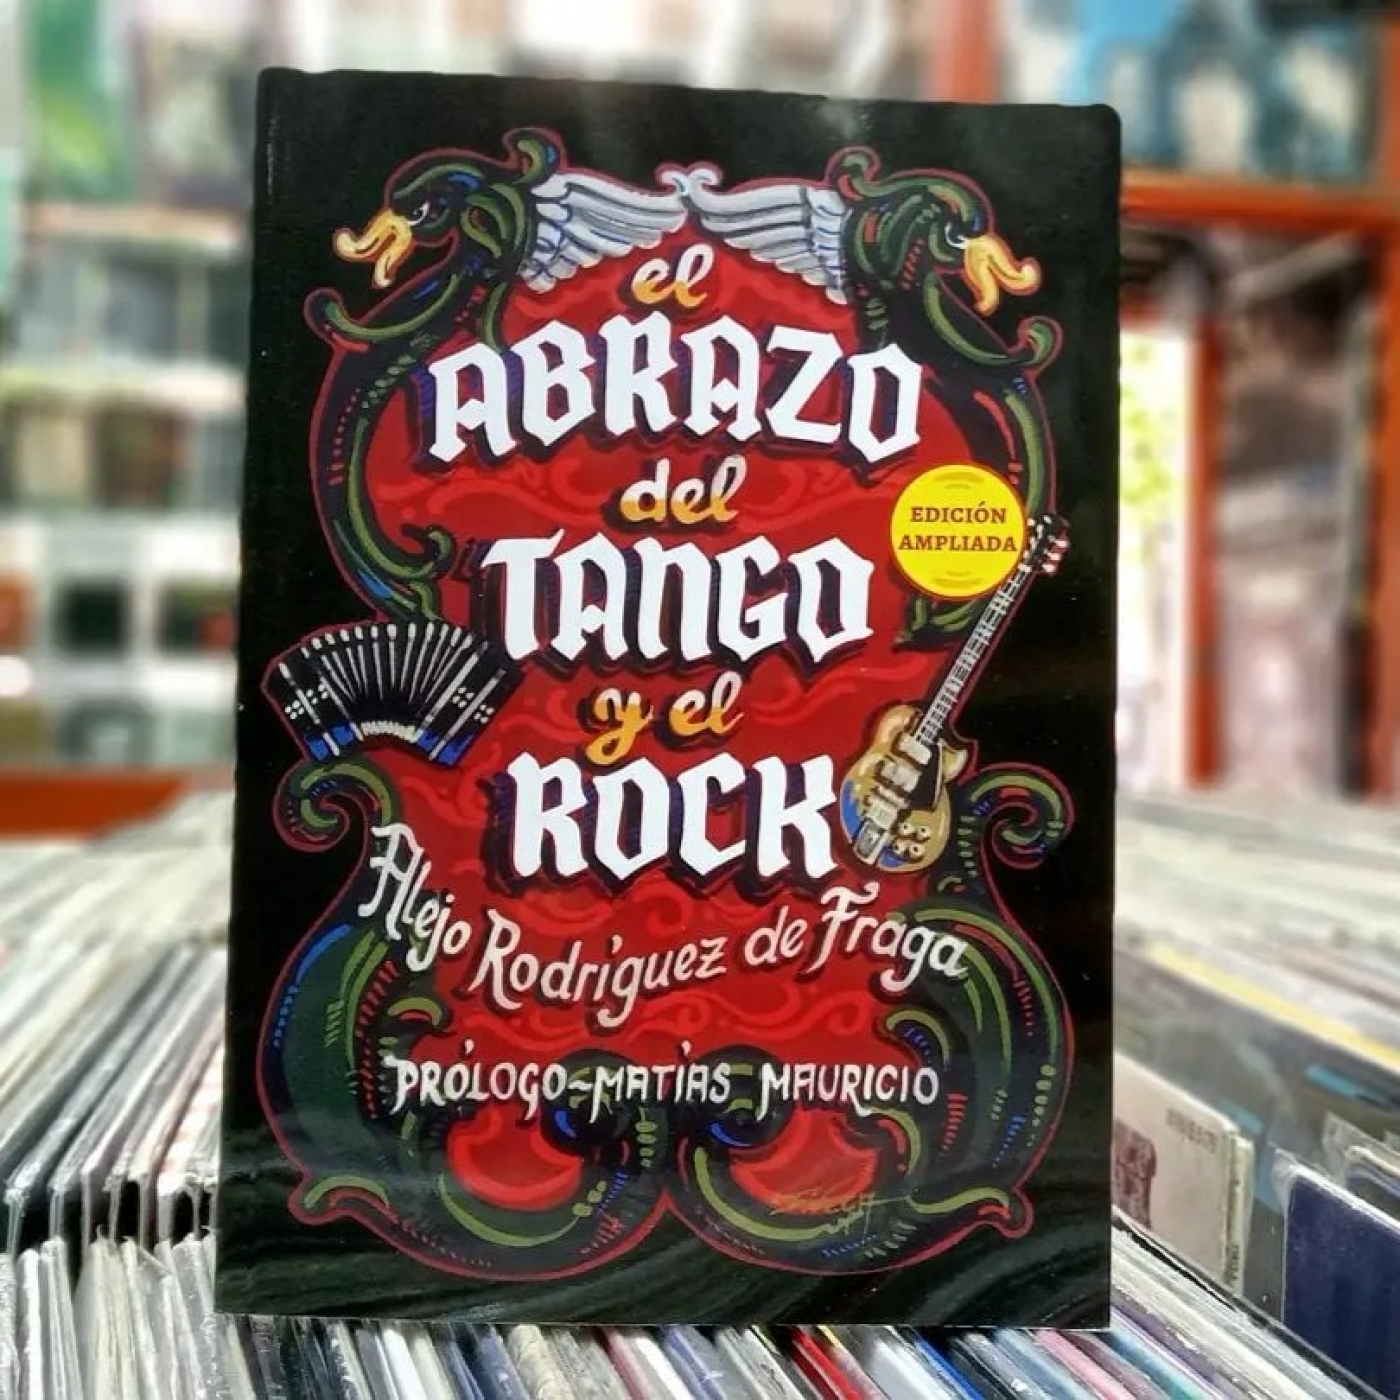 el
ABRAZO
del
TANGO
y el
ROCK
EDICIÓN
AMPLIADA
Alejo Rodríguez de Fraga
PRÓLOGO~MATÍAS MAURICIO